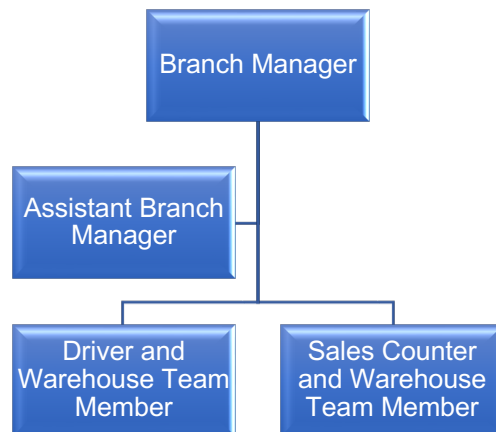 Branch Manager
Assistant Branch
Manager
Driver and
Warehouse Team
Member
Sales Counter
and Warehouse
Team Member